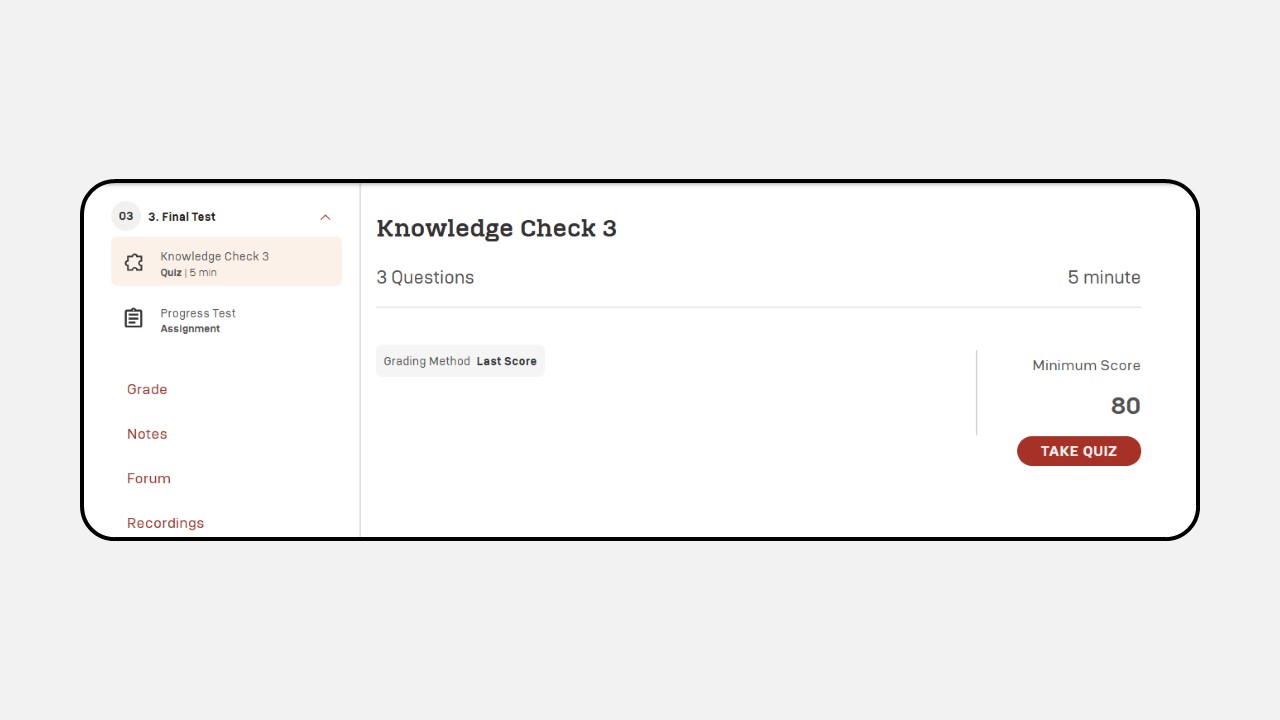 03 3. Final Test
Knowledge Check 3
Quiz | 5 min
Progress Test
Assignment
Grade
Notes
Forum
Recordings
Knowledge Check 3
3 Questions 5 minute
Grading Method Last Score
Minimum Score
80
TAKE QUIZ